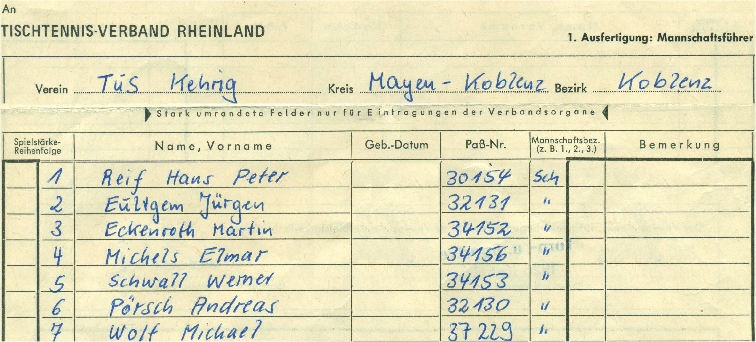 An
TISCHTENNIS-VERBAND RHEINLAND
1. Ausfertigung: Mannschaftsführer
Verein TuS Kehrig Kreis Mayen-Koblenz Bezirk Koblenz
Stark umrandete Felder nur für Eintragungen der Verbandsorgane
Spielstärke-Reihenfolge Name, Vorname Geb.-Datum Paß-Nr. Mannschaftsbez. (z. B. 1., 2., 3.) Bemerkung
1 Reif Hans Peter 30154 Sch
2 Eultgem Jürgen 32131 "
3 Eckenroth Martin 34152 "
4 Michels Elmar 34156 "
5 Schwall Werner 34153 "
6 Pörsch Andreas 32130 "
7 Wolf Michael 37229 "